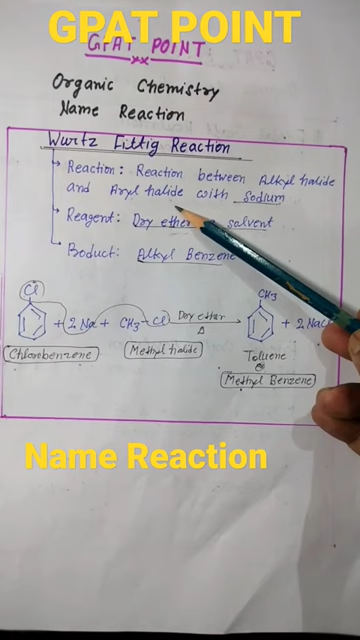 GPAT POINT
GPAT POINT
Organic Chemistry
Name Reaction
Wurtz Fittig Reaction
Reaction: Reaction between Alkyl halide
and Aryl halide with Sodium
Reagent: Dry ether solvent
Product: Alkyl Benzene
Cl CH3
+ 2 Na + CH3-Cl Dry ether + 2 NaCl
Δ
Chlorobenzene Methyl halide Toluene
OR
Methyl Benzene
Name Reaction